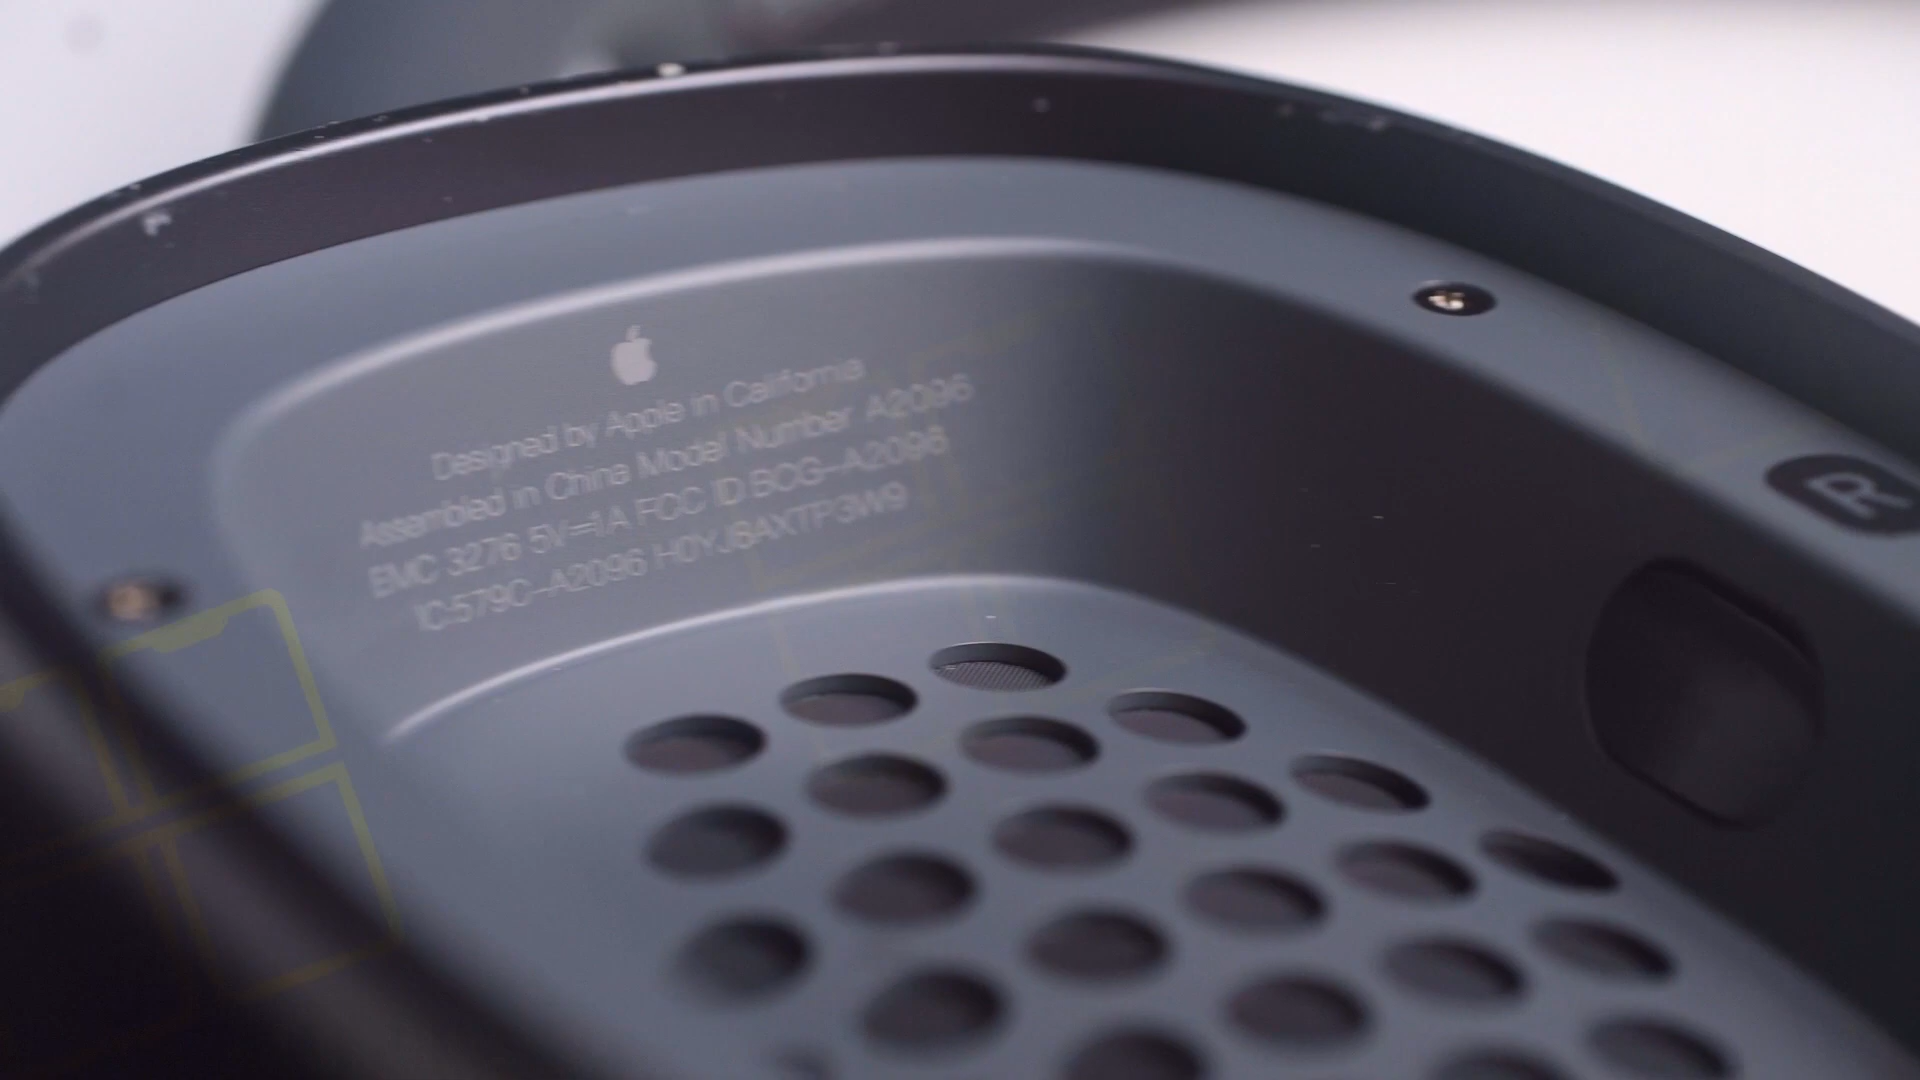 Designed by Apple in California
Assembled in China Model Number A2096
EMC 3276 5V⎓1A FCC ID BCG-A2096
IC:579C-A2096 H0YJ8AXTP3W9
R